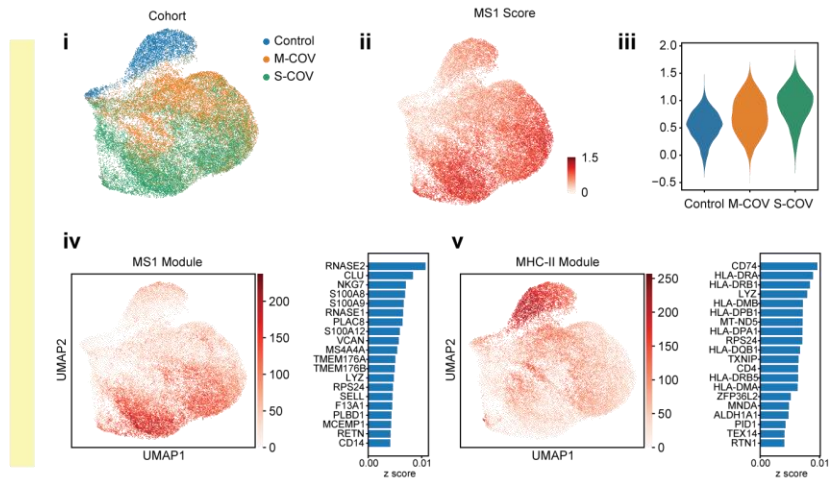 i
Cohort
Control
M-COV
S-COV
ii
MS1 Score
1.5
0
iii
2.0
1.5
1.0
0.5
0.0
−0.5
Control M-COV S-COV
iv
MS1 Module
UMAP2
UMAP1
200
150
100
50
0
RNASE2
CLU
NKG7
S100A8
S100A9
RNASE1
PLAC8
S100A12
VCAN
MS4A4A
TMEM176A
TMEM176B
LYZ
RPS24
SELL
F13A1
PLBD1
MCEMP1
RETN
CD14
0.00 0.01
z score
v
MHC-II Module
UMAP2
UMAP1
250
200
150
100
50
0
CD74
HLA-DRA
HLA-DRB1
LYZ
HLA-DMB
HLA-DPB1
MT-ND5
HLA-DPA1
RPS24
HLA-DQB1
TXNIP
CD4
HLA-DRB5
HLA-DMA
ZFP36L2
MNDA
ALDH1A1
PID1
TEX14
RTN1
0.00 0.01
z score